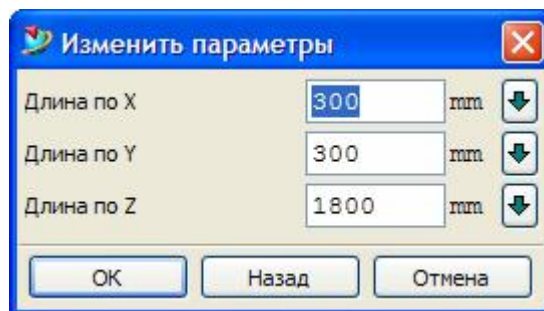 Изменить параметры
Длина по X 300 mm
Длина по Y 300 mm
Длина по Z 1800 mm
OK Назад Отмена